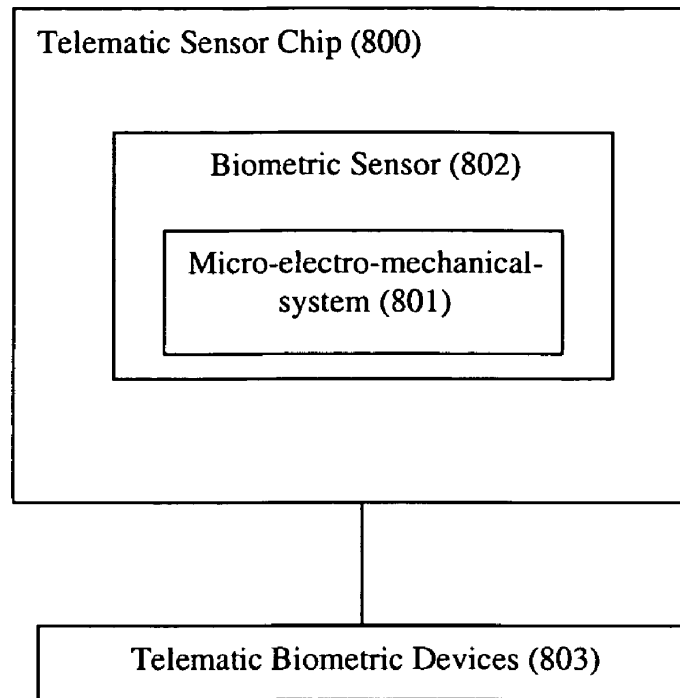 Telematic Sensor Chip (800)
Biometric Sensor (802)
Micro-electro-mechanical-
system (801)
Telematic Biometric Devices (803)